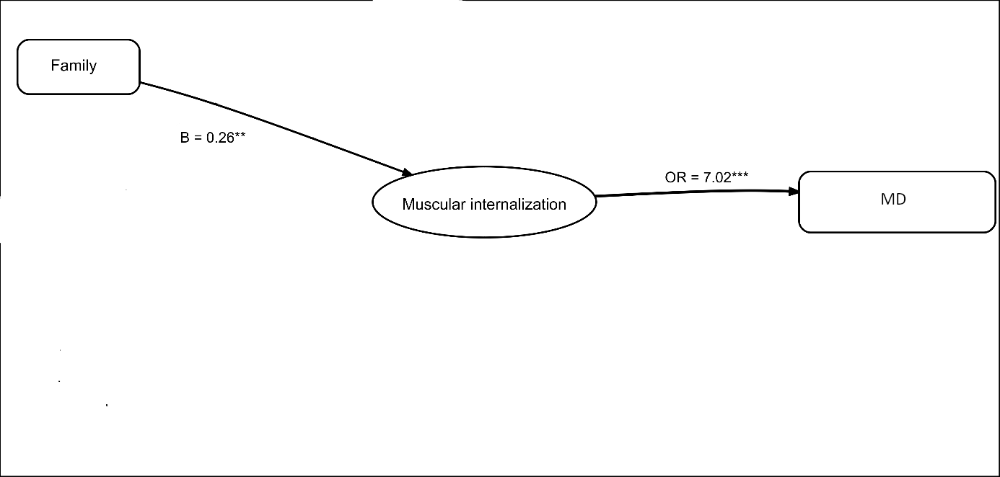 Family
B = 0.26**
OR = 7.02***
Muscular internalization
MD